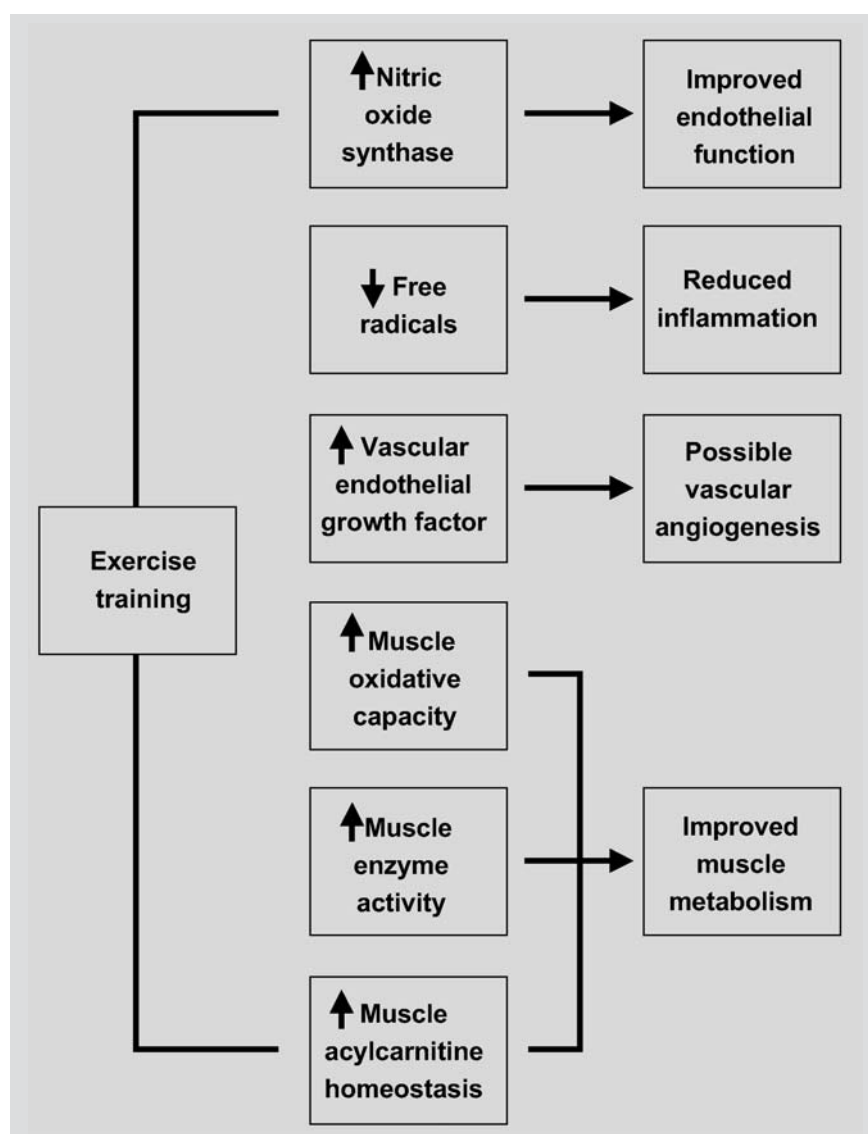 ↑Nitric
oxide
synthase
Improved
endothelial
function
↓ Free
radicals
Reduced
inflammation
↑ Vascular
endothelial
growth factor
Possible
vascular
angiogenesis
Exercise
training
↑ Muscle
oxidative
capacity
↑Muscle
enzyme
activity
Improved
muscle
metabolism
↑ Muscle
acylcarnitine
homeostasis